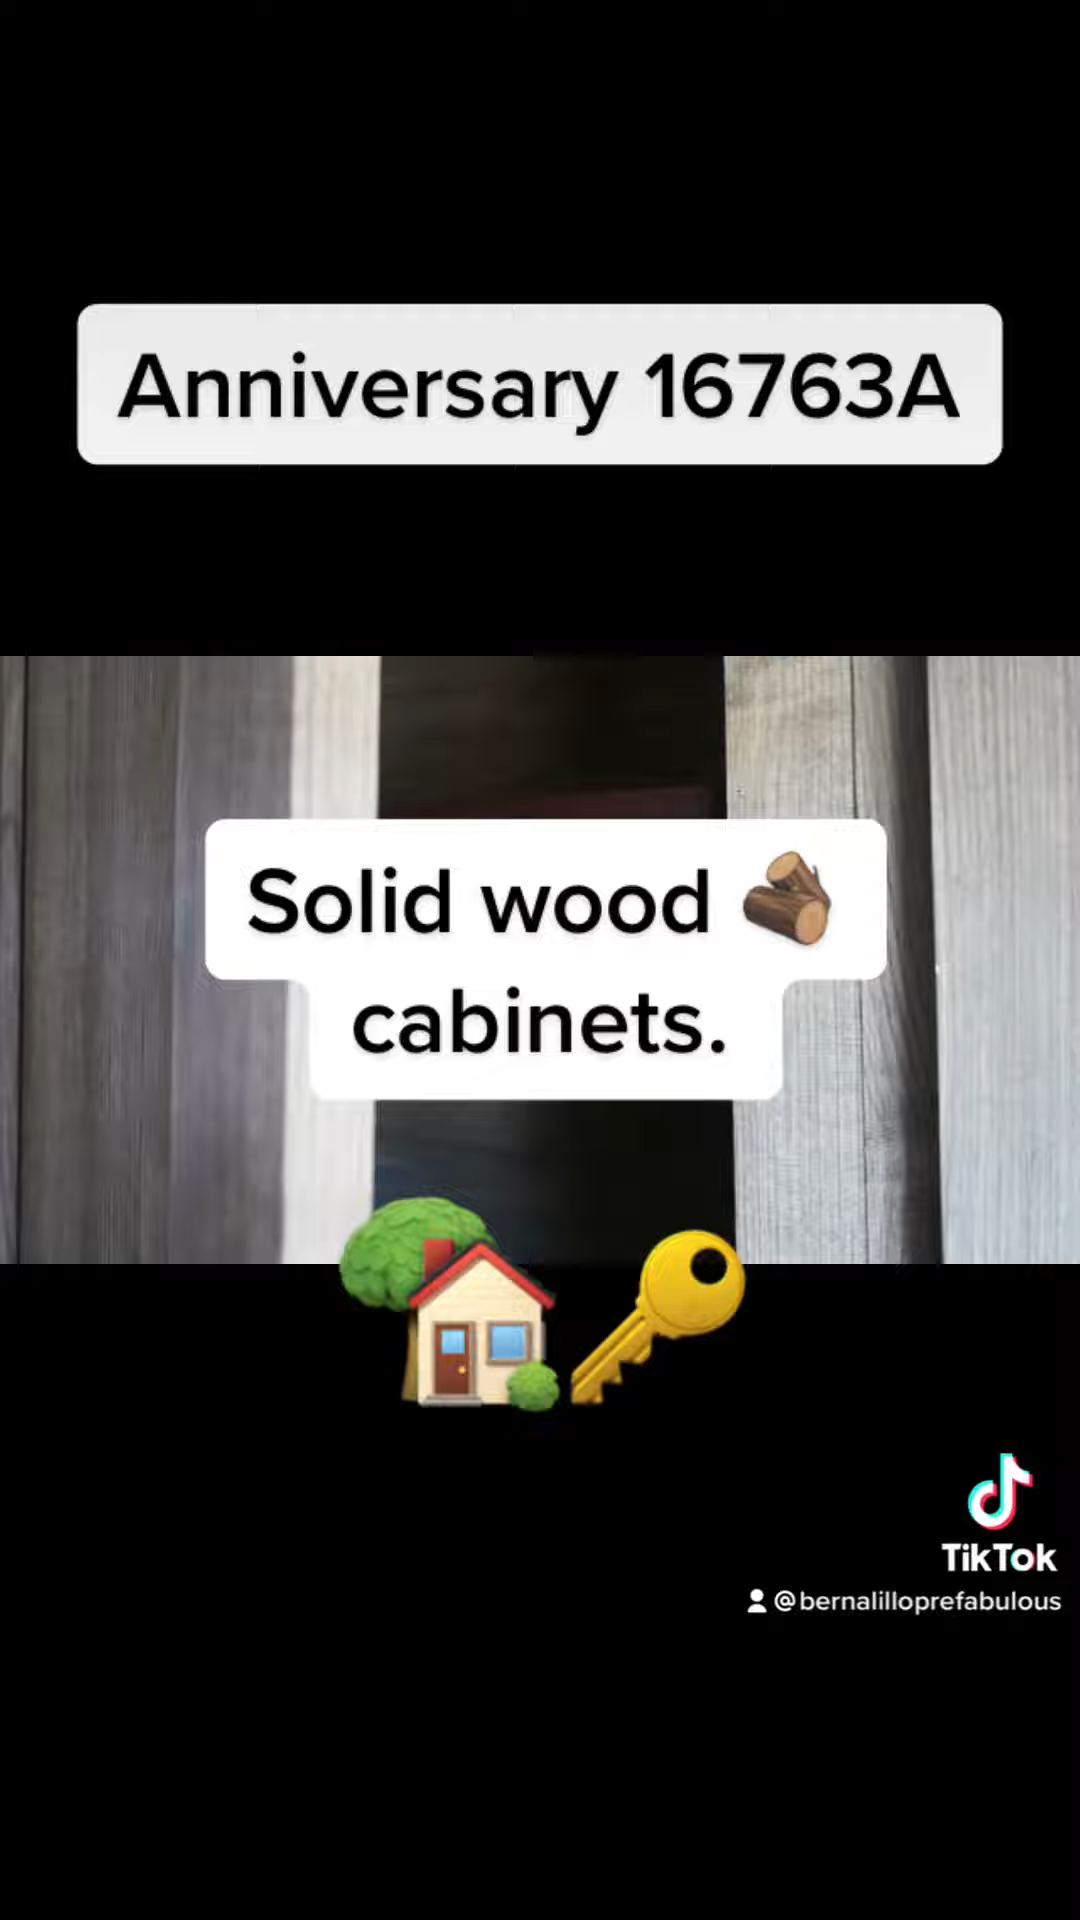 Anniversary 16763A
Solid wood
cabinets.
TikTok
@bernalilloprefabulous